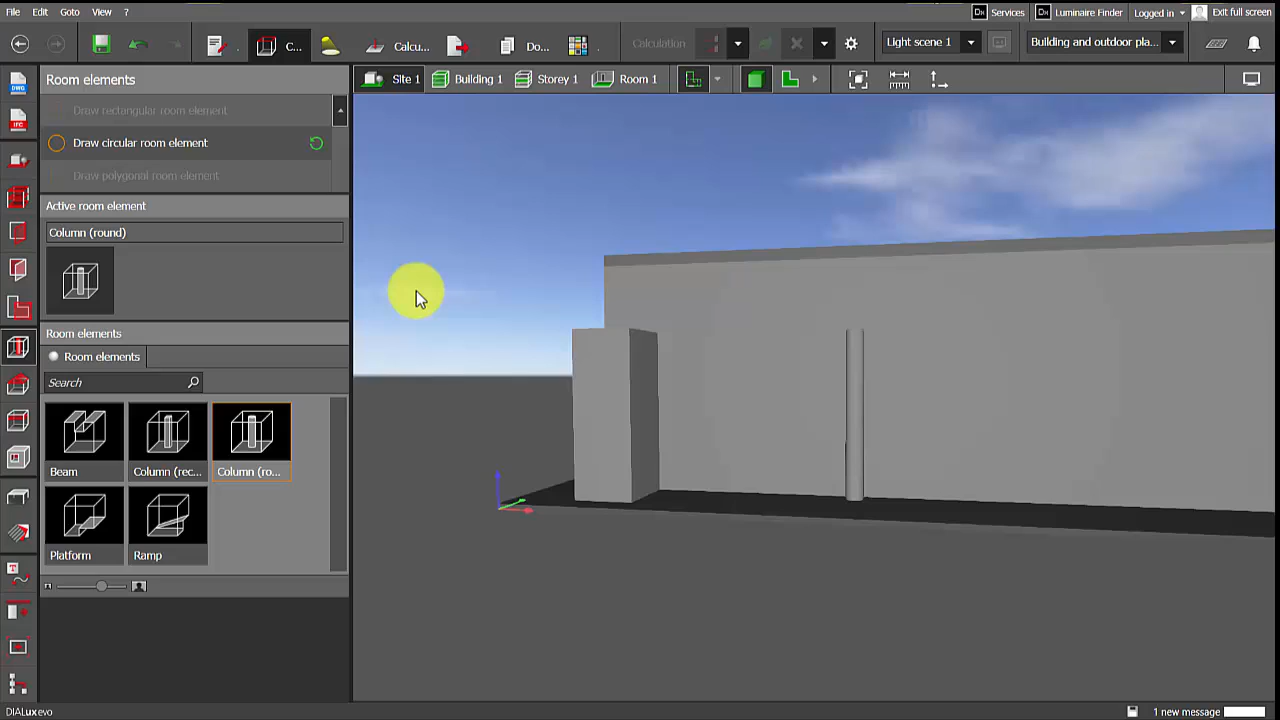 File Edit Goto View ?
Services
Luminaire Finder
Logged in
Exit full screen
C...
Calcu...
Do...
Calculation
Light scene 1
Building and outdoor pla...
Room elements
Site 1
Building 1
Storey 1
Room 1
Draw rectangular room element
Draw circular room element
Draw polygonal room element
Active room element
Column (round)
Room elements
Room elements
Search
Beam
Column (rec...
Column (ro...
Platform
Ramp
DIALux evo
1 new message